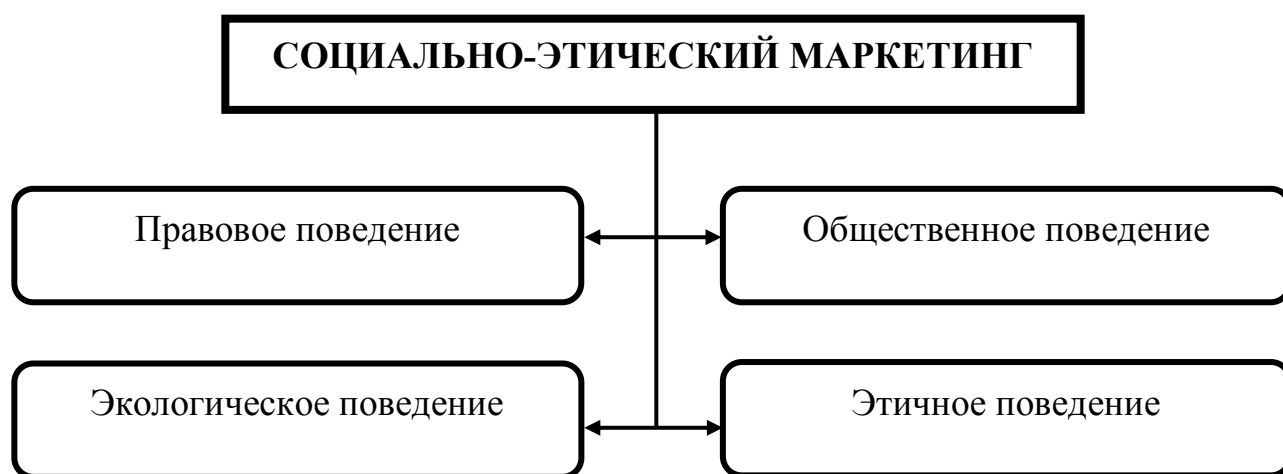 СОЦИАЛЬНО-ЭТИЧЕСКИЙ МАРКЕТИНГ
Правовое поведение
Общественное поведение
Экологическое поведение
Этичное поведение